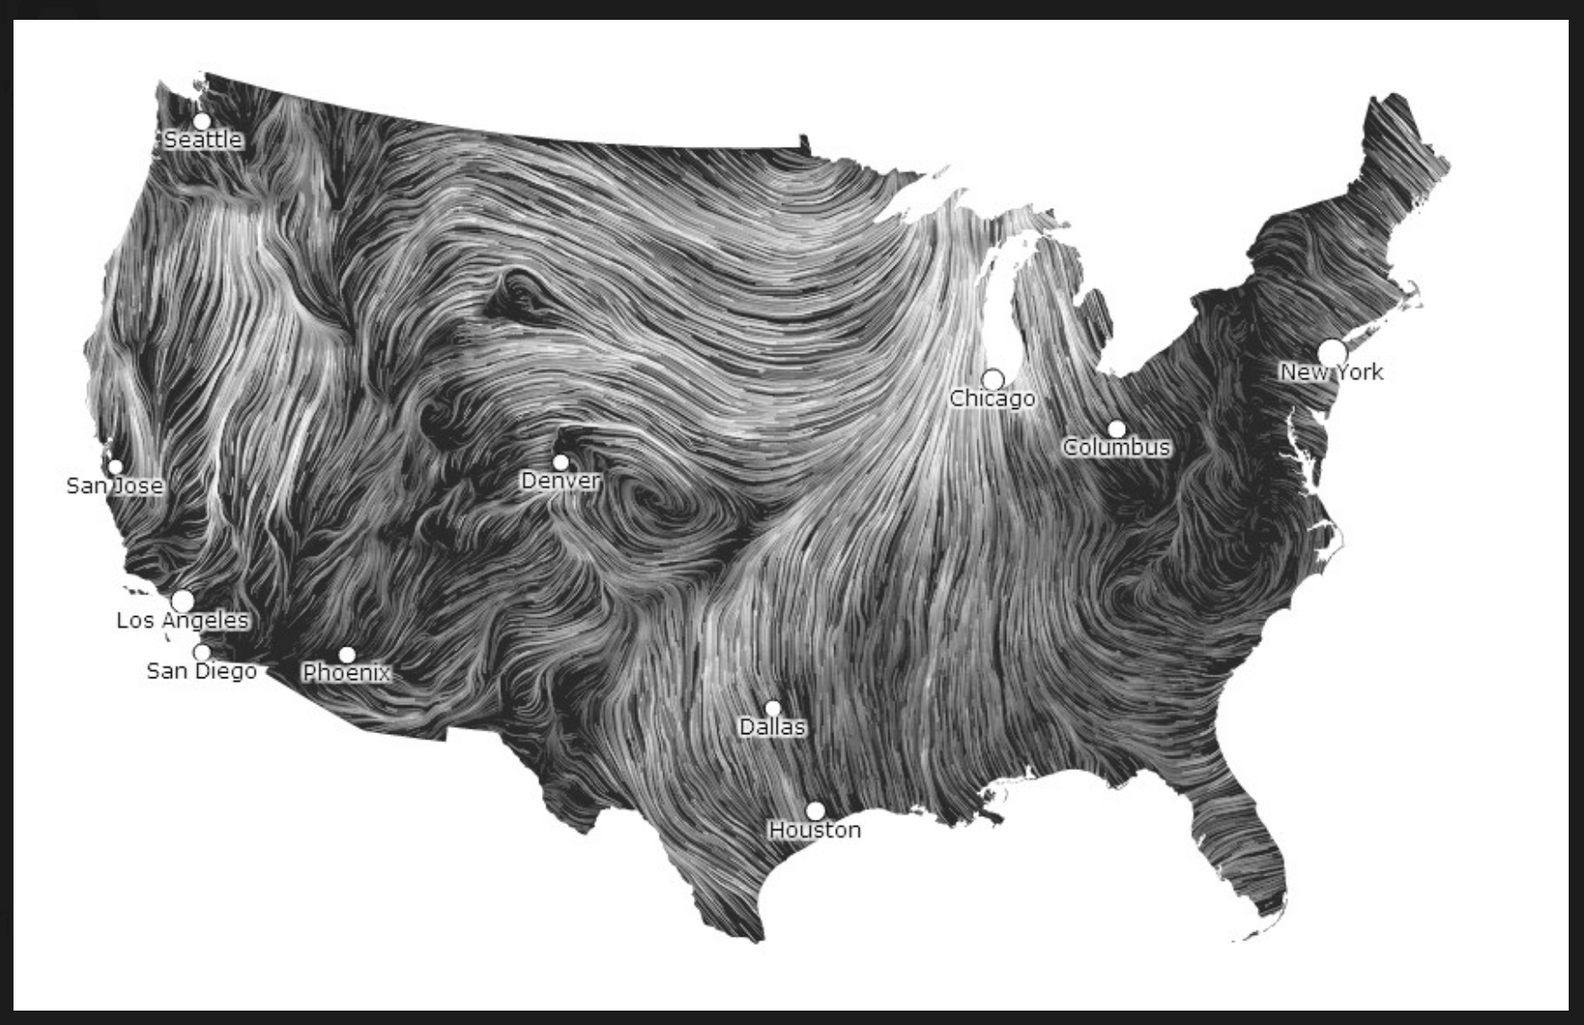 Seattle
New York
Chicago
Columbus
Denver
San Jose
Los Angeles
San Diego
Phoenix
Dallas
Houston